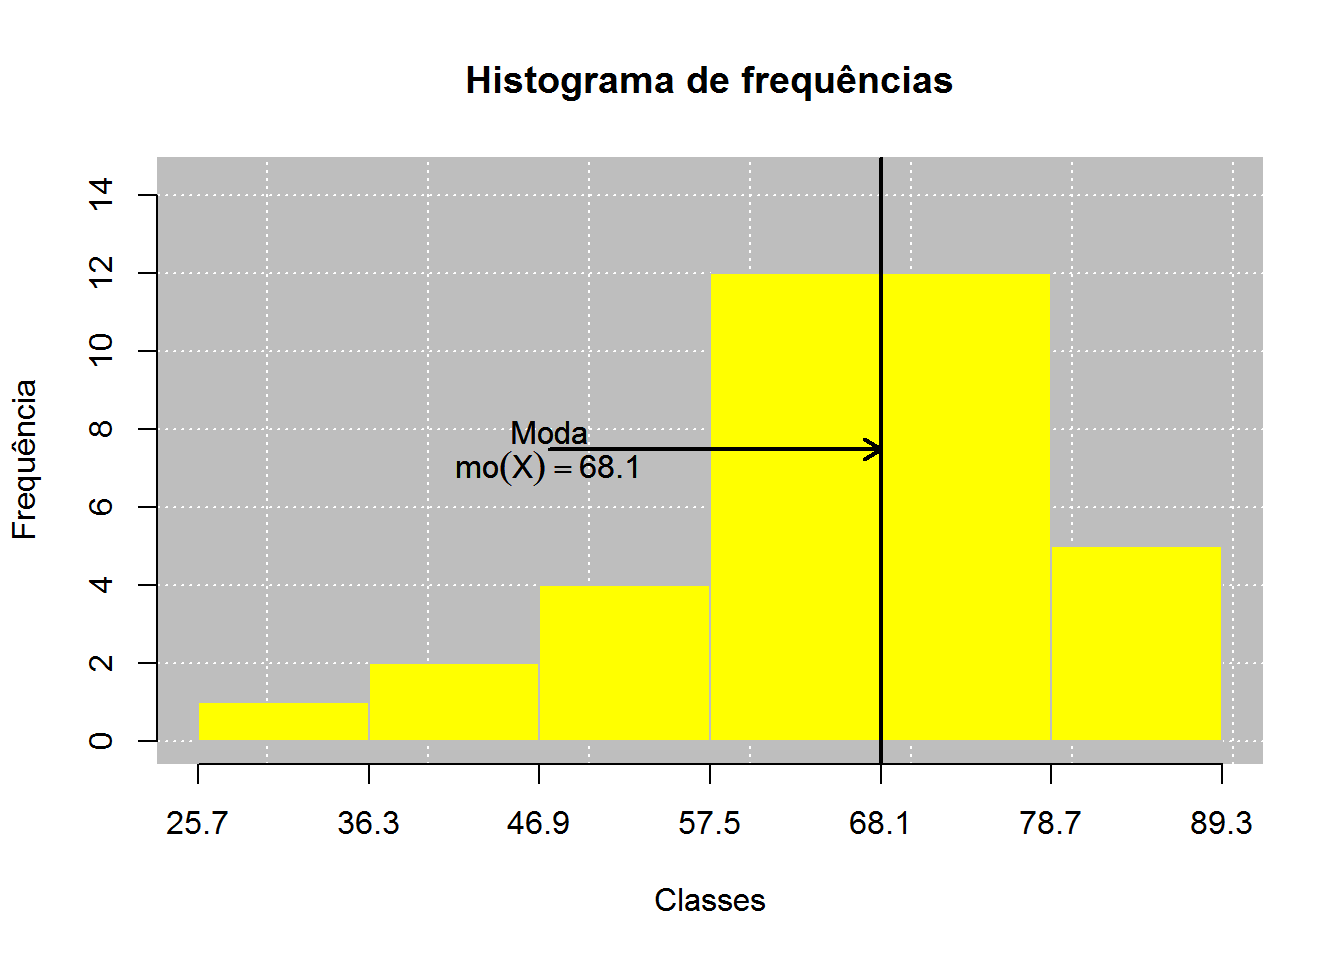 Histograma de frequências
Frequência
14
12
10
8
6
4
2
0
Moda
mo(X) = 68.1
25.7 36.3 46.9 57.5 68.1 78.7 89.3
Classes